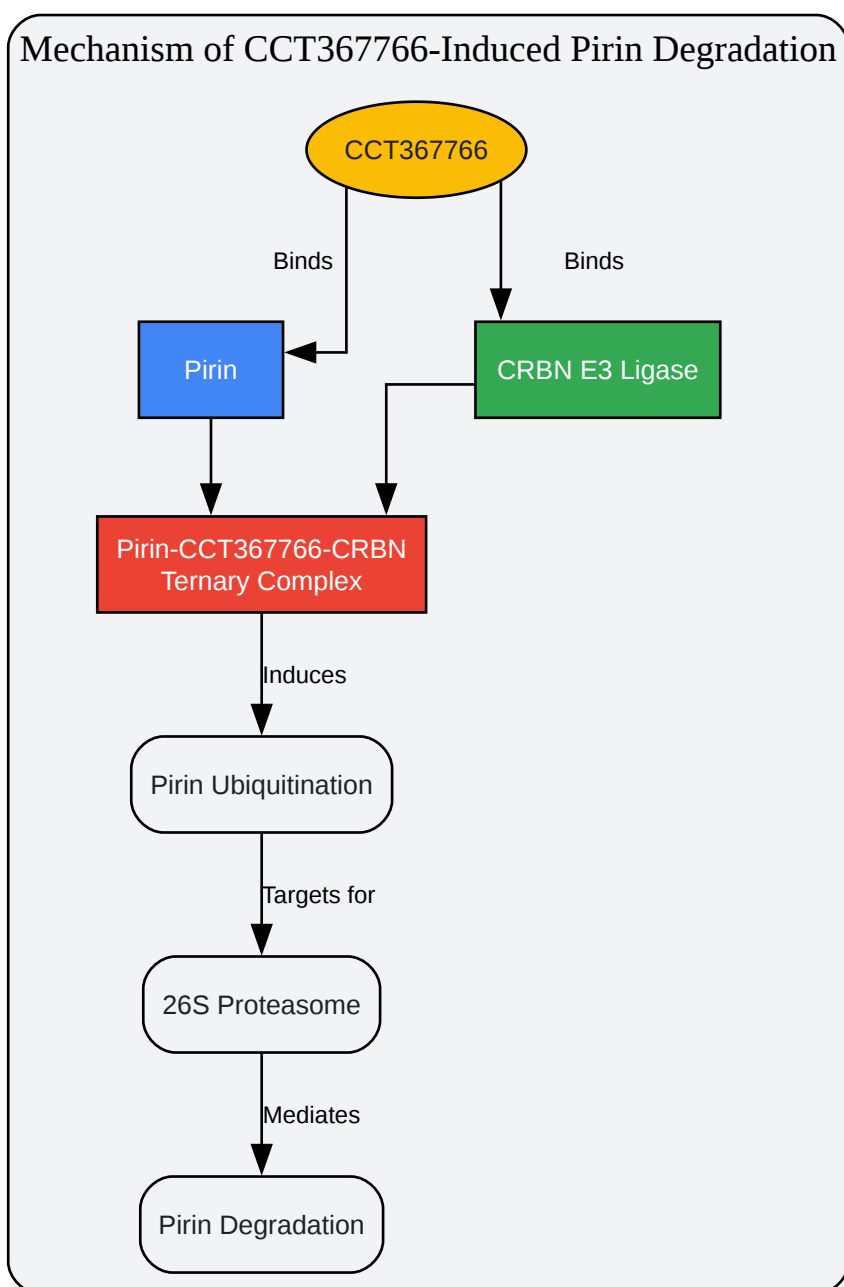 Mechanism of CCT367766-Induced Pirin Degradation
CCT367766
Binds
Binds
Pirin
CRBN E3 Ligase
Pirin-CCT367766-CRBN
Ternary Complex
Induces
Pirin Ubiquitination
Targets for
26S Proteasome
Mediates
Pirin Degradation